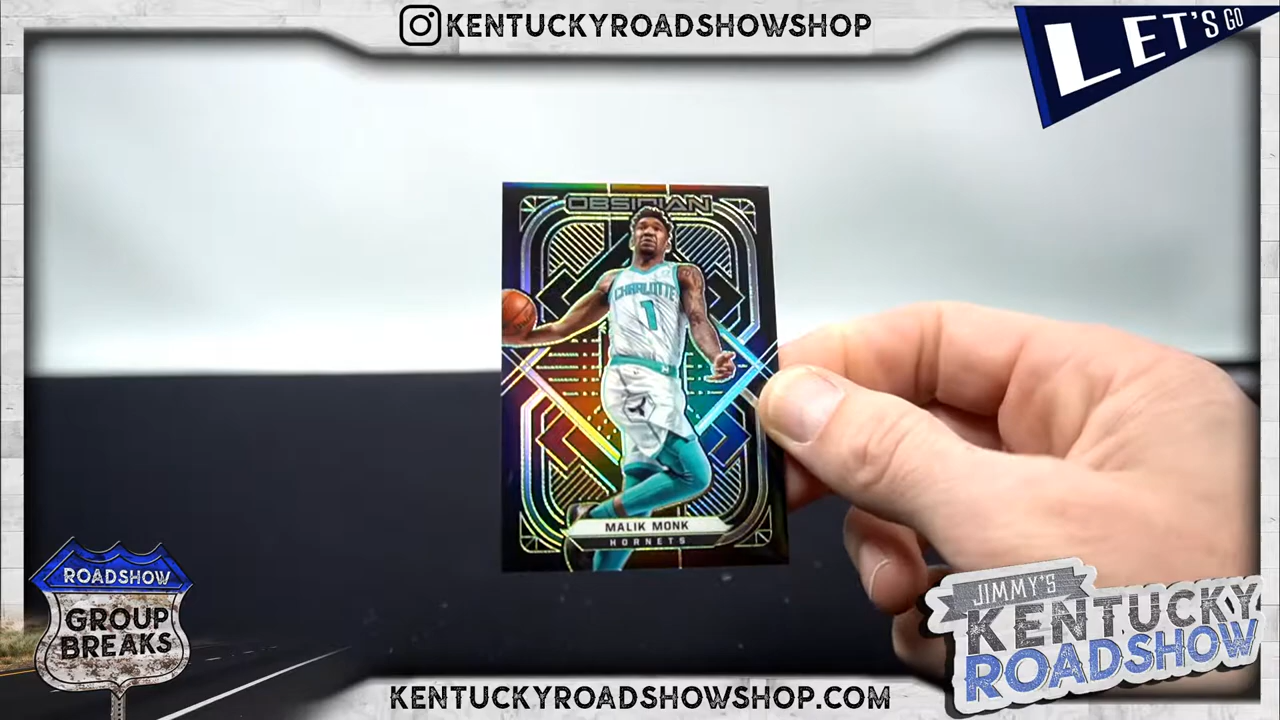 KENTUCKYROADSHOWSHOP
LET'S GO
OBSIDIAN
CHARLOTTE
1
MALIK MONK
HORNETS
ROADSHOW
GROUP
BREAKS
JIMMY'S
KENTUCKY
ROADSHOW
KENTUCKYROADSHOWSHOP.COM